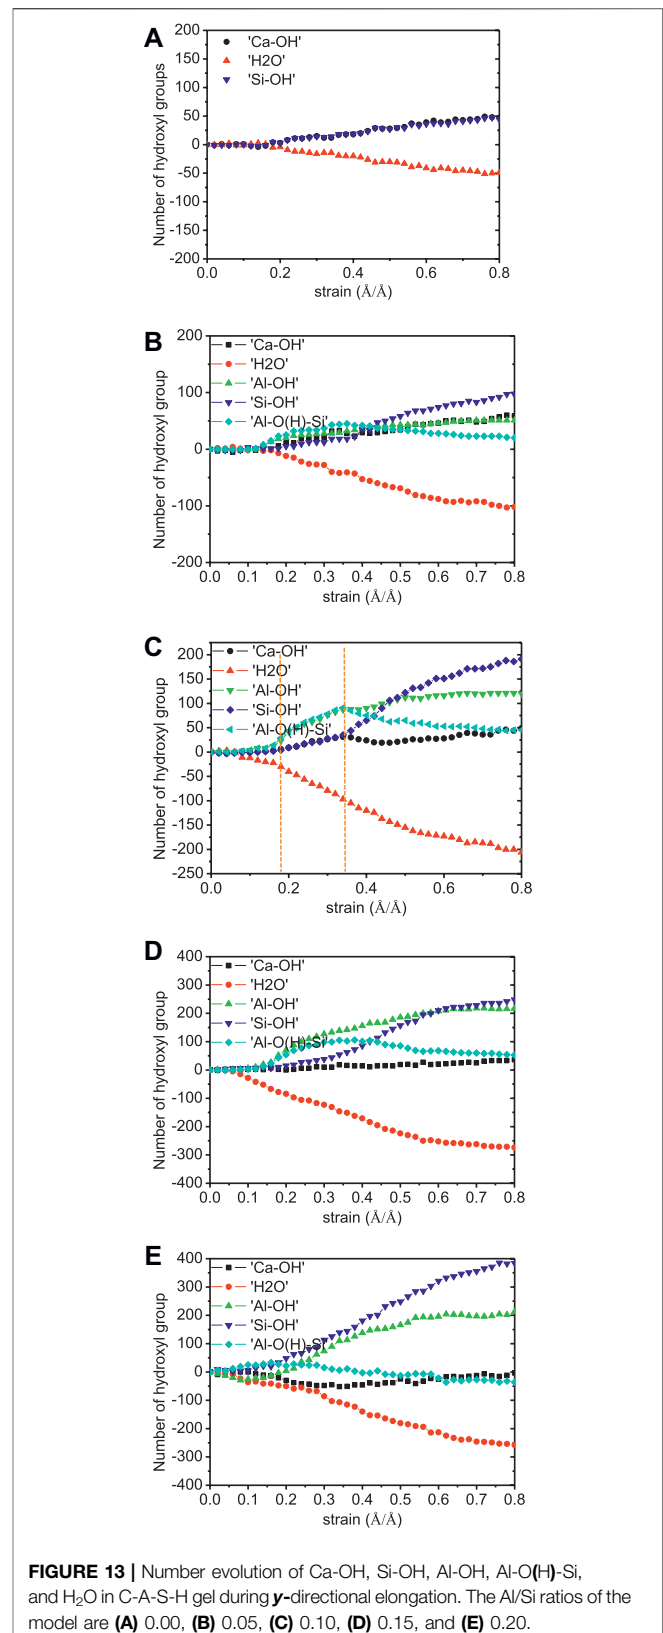 A
200
150
100
50
0
-50
-100
-150
-200
Number of hydroxyl groups
'Ca-OH'
'H2O'
'Si-OH'
0.0 0.2 0.4 0.6 0.8
strain (Å/Å)
B
200
100
0
-100
-200
Number of hydroxyl group
'Ca-OH'
'H2O'
'Al-OH'
'Si-OH'
'Al-O(H)-Si'
0.0 0.1 0.2 0.3 0.4 0.5 0.6 0.7 0.8
strain (Å/Å)
C
200
150
100
50
0
-50
-100
-150
-200
-250
Number of hydroxyl group
'Ca-OH'
'H2O'
'Al-OH'
'Si-OH'
'Al-O(H)-Si'
0.0 0.2 0.4 0.6 0.8
strain (Å/Å)
D
400
300
200
100
0
-100
-200
-300
-400
Number of hydroxyl group
'Ca-OH'
'H2O'
'Al-OH'
'Si-OH'
'Al-O(H)-Si'
0.0 0.1 0.2 0.3 0.4 0.5 0.6 0.7 0.8
strain (Å/Å)
E
400
300
200
100
0
-100
-200
-300
-400
Number of hydroxyl group
'Ca-OH'
'H2O'
'Al-OH'
'Si-OH'
'Al-O(H)-Si'
0.0 0.1 0.2 0.3 0.4 0.5 0.6 0.7 0.8
strain (Å/Å)
FIGURE 13 | Number evolution of Ca-OH, Si-OH, Al-OH, Al-O(H)-Si,
and H₂O in C-A-S-H gel during y-directional elongation. The Al/Si ratios of the
model are (A) 0.00, (B) 0.05, (C) 0.10, (D) 0.15, and (E) 0.20.